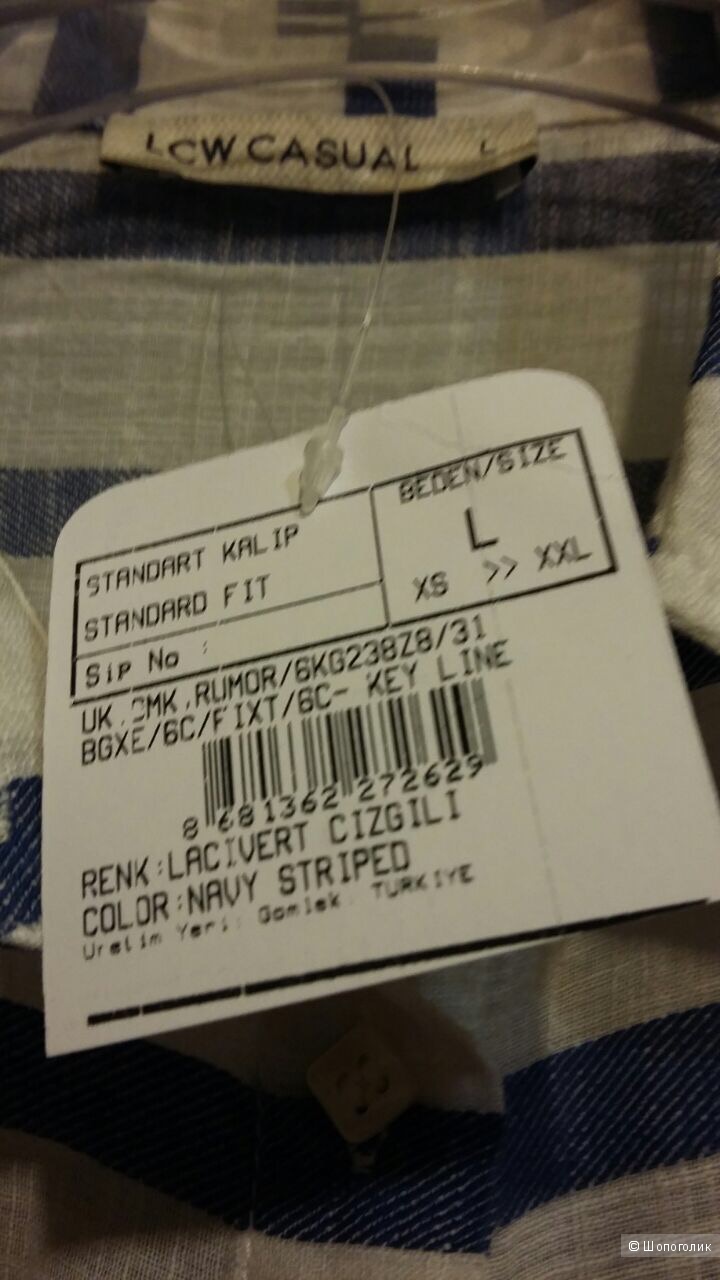 LCW CASUAL L
STANDART KALIP
STANDARD FIT
Sip No :
BEDEN/SIZE
L
XS >> XXL
UK.CMK.RUMOR/6KG238Z8/31
BGXE/6C/FIXT/6C- KEY LINE
8 681362 272629
RENK:LACIVERT CIZGILI
COLOR:NAVY STRIPED
Uretim Yeri: Gomlek. TURKIYE
© Шопоголик